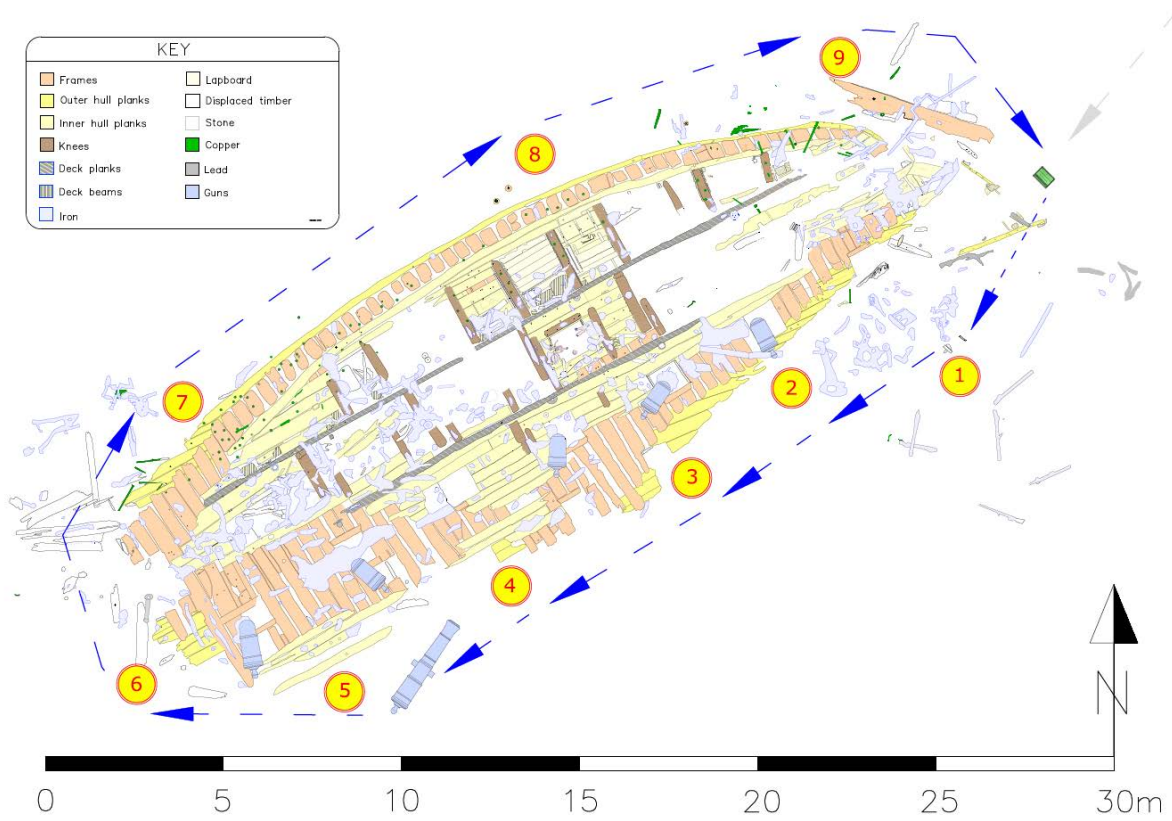 KEY
Frames
Outer hull planks
Inner hull planks
Knees
Deck planks
Deck beams
Iron
Lapboard
Displaced timber
Stone
Copper
Lead
Guns
9
8
7
1
2
3
4
5
6
N
0 5 10 15 20 25 30m